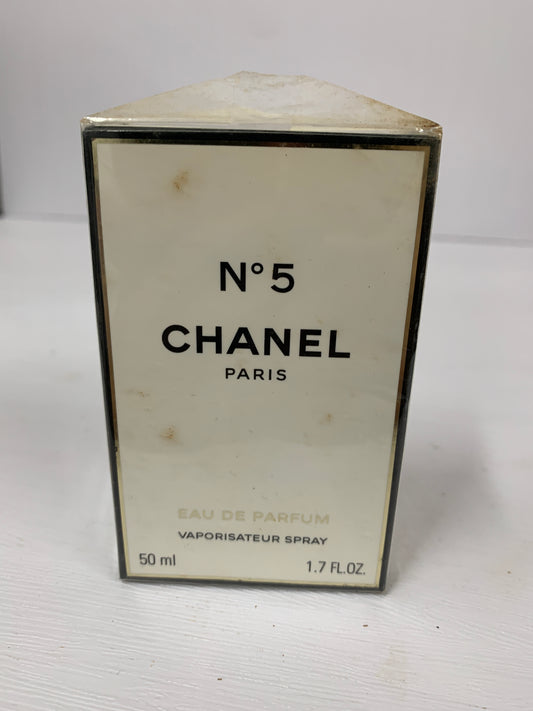 N°5
CHANEL
PARIS
EAU DE PARFUM
VAPORISATEUR SPRAY
50 ml 1.7 FL.OZ.